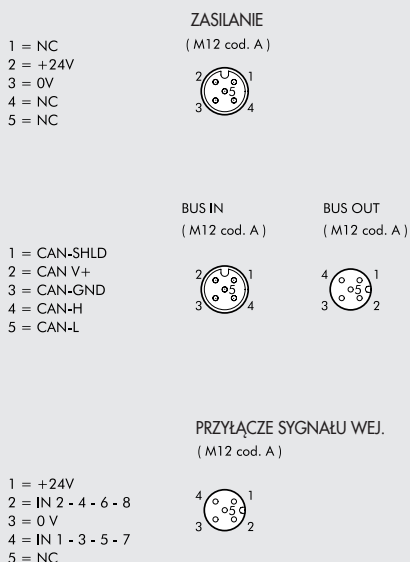 ZASILANIE
( M12 cod. A )
1 = NC
2 = +24V
3 = 0V
4 = NC
5 = NC
2 1
5
3 4
BUS IN
( M12 cod. A )
BUS OUT
( M12 cod. A )
1 = CAN-SHLD
2 = CAN V+
3 = CAN-GND
4 = CAN-H
5 = CAN-L
2 1
5
3 4
4 1
5
3 2
PRZYŁĄCZE SYGNAŁU WEJ.
( M12 cod. A )
1 = +24V
2 = IN 2 - 4 - 6 - 8
3 = 0 V
4 = IN 1 - 3 - 5 - 7
5 = NC
4 1
5
3 2